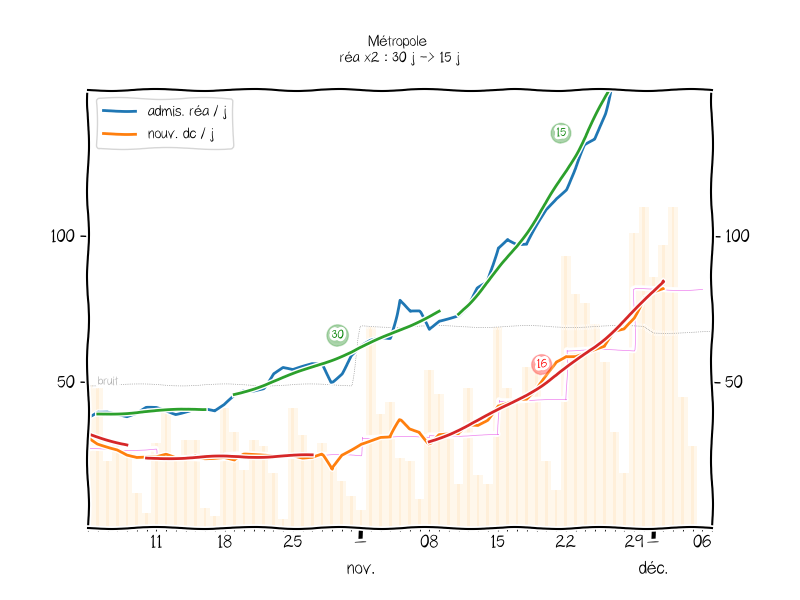 Métropole
réa x2 : 30 j -> 15 j
admis. réa / j
nouv. dc / j
15
100
100
30
16
bruit
50
50
11
18
25
08
15
22
29
06
nov.
déc.